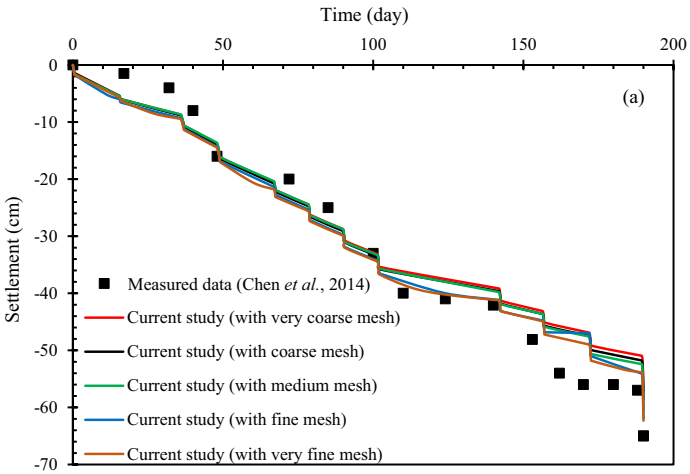 Time (day)
0 50 100 150 200
0
-10
-20
-30
-40
-50
-60
-70
Settlement (cm)
(a)
Measured data (Chen et al., 2014)
Current study (with very coarse mesh)
Current study (with coarse mesh)
Current study (with medium mesh)
Current study (with fine mesh)
Current study (with very fine mesh)